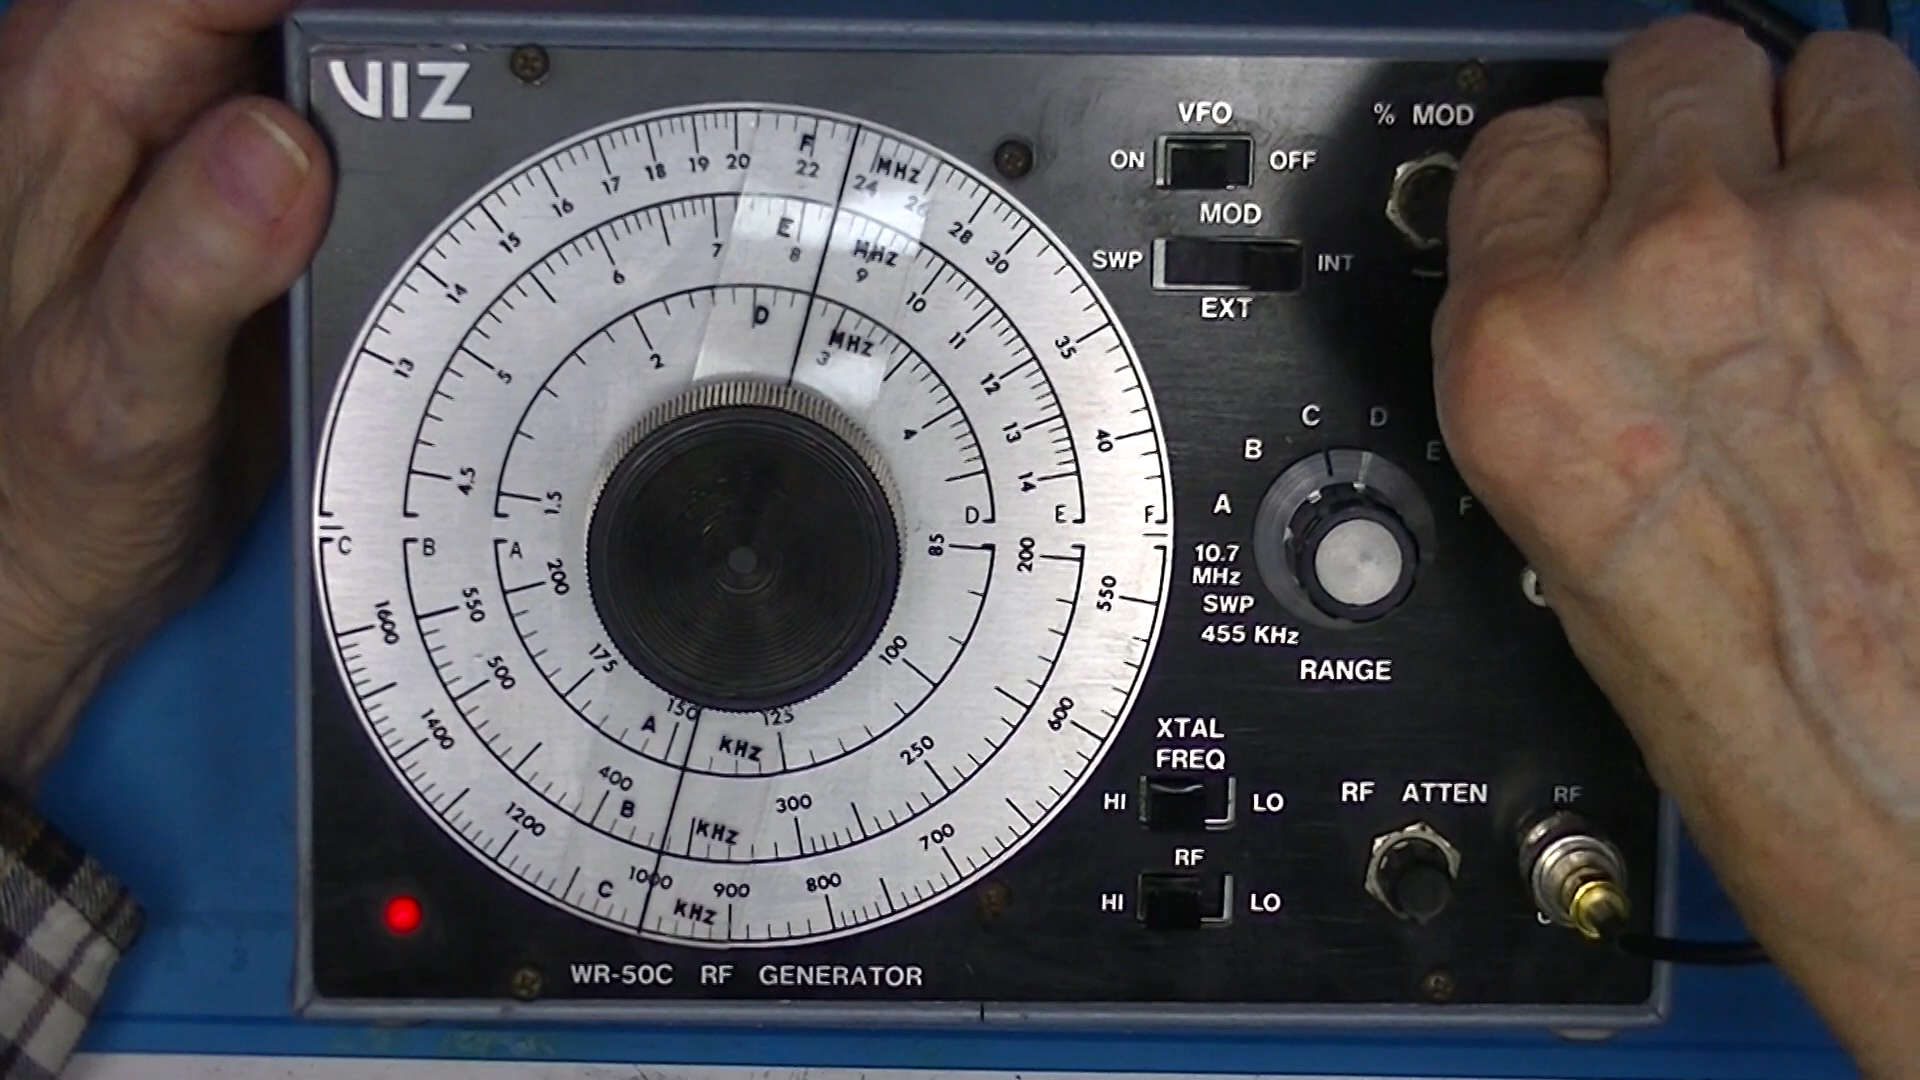 VIZ
VFO
ON OFF
MOD
SWP INT
EXT
% MOD
F MHZ
13 14 15 16 17 18 19 20 22 24 26 28 30 35 40 F
E MHZ
4.5 5 6 7 8 9 10 11 12 13 14 E
D MHZ
1.5 2 3 4 D
A 200 175 150 125 100 85
A KHZ
B 550 500 400 300 250 200
B KHZ
C 1600 1400 1200 1000 900 800 700 600 550
C KHZ
C D
B E
A F
10.7
MHz
SWP
455 KHz
RANGE
XTAL
FREQ
HI LO
RF
HI LO
RF ATTEN
RF
WR-50C RF GENERATOR